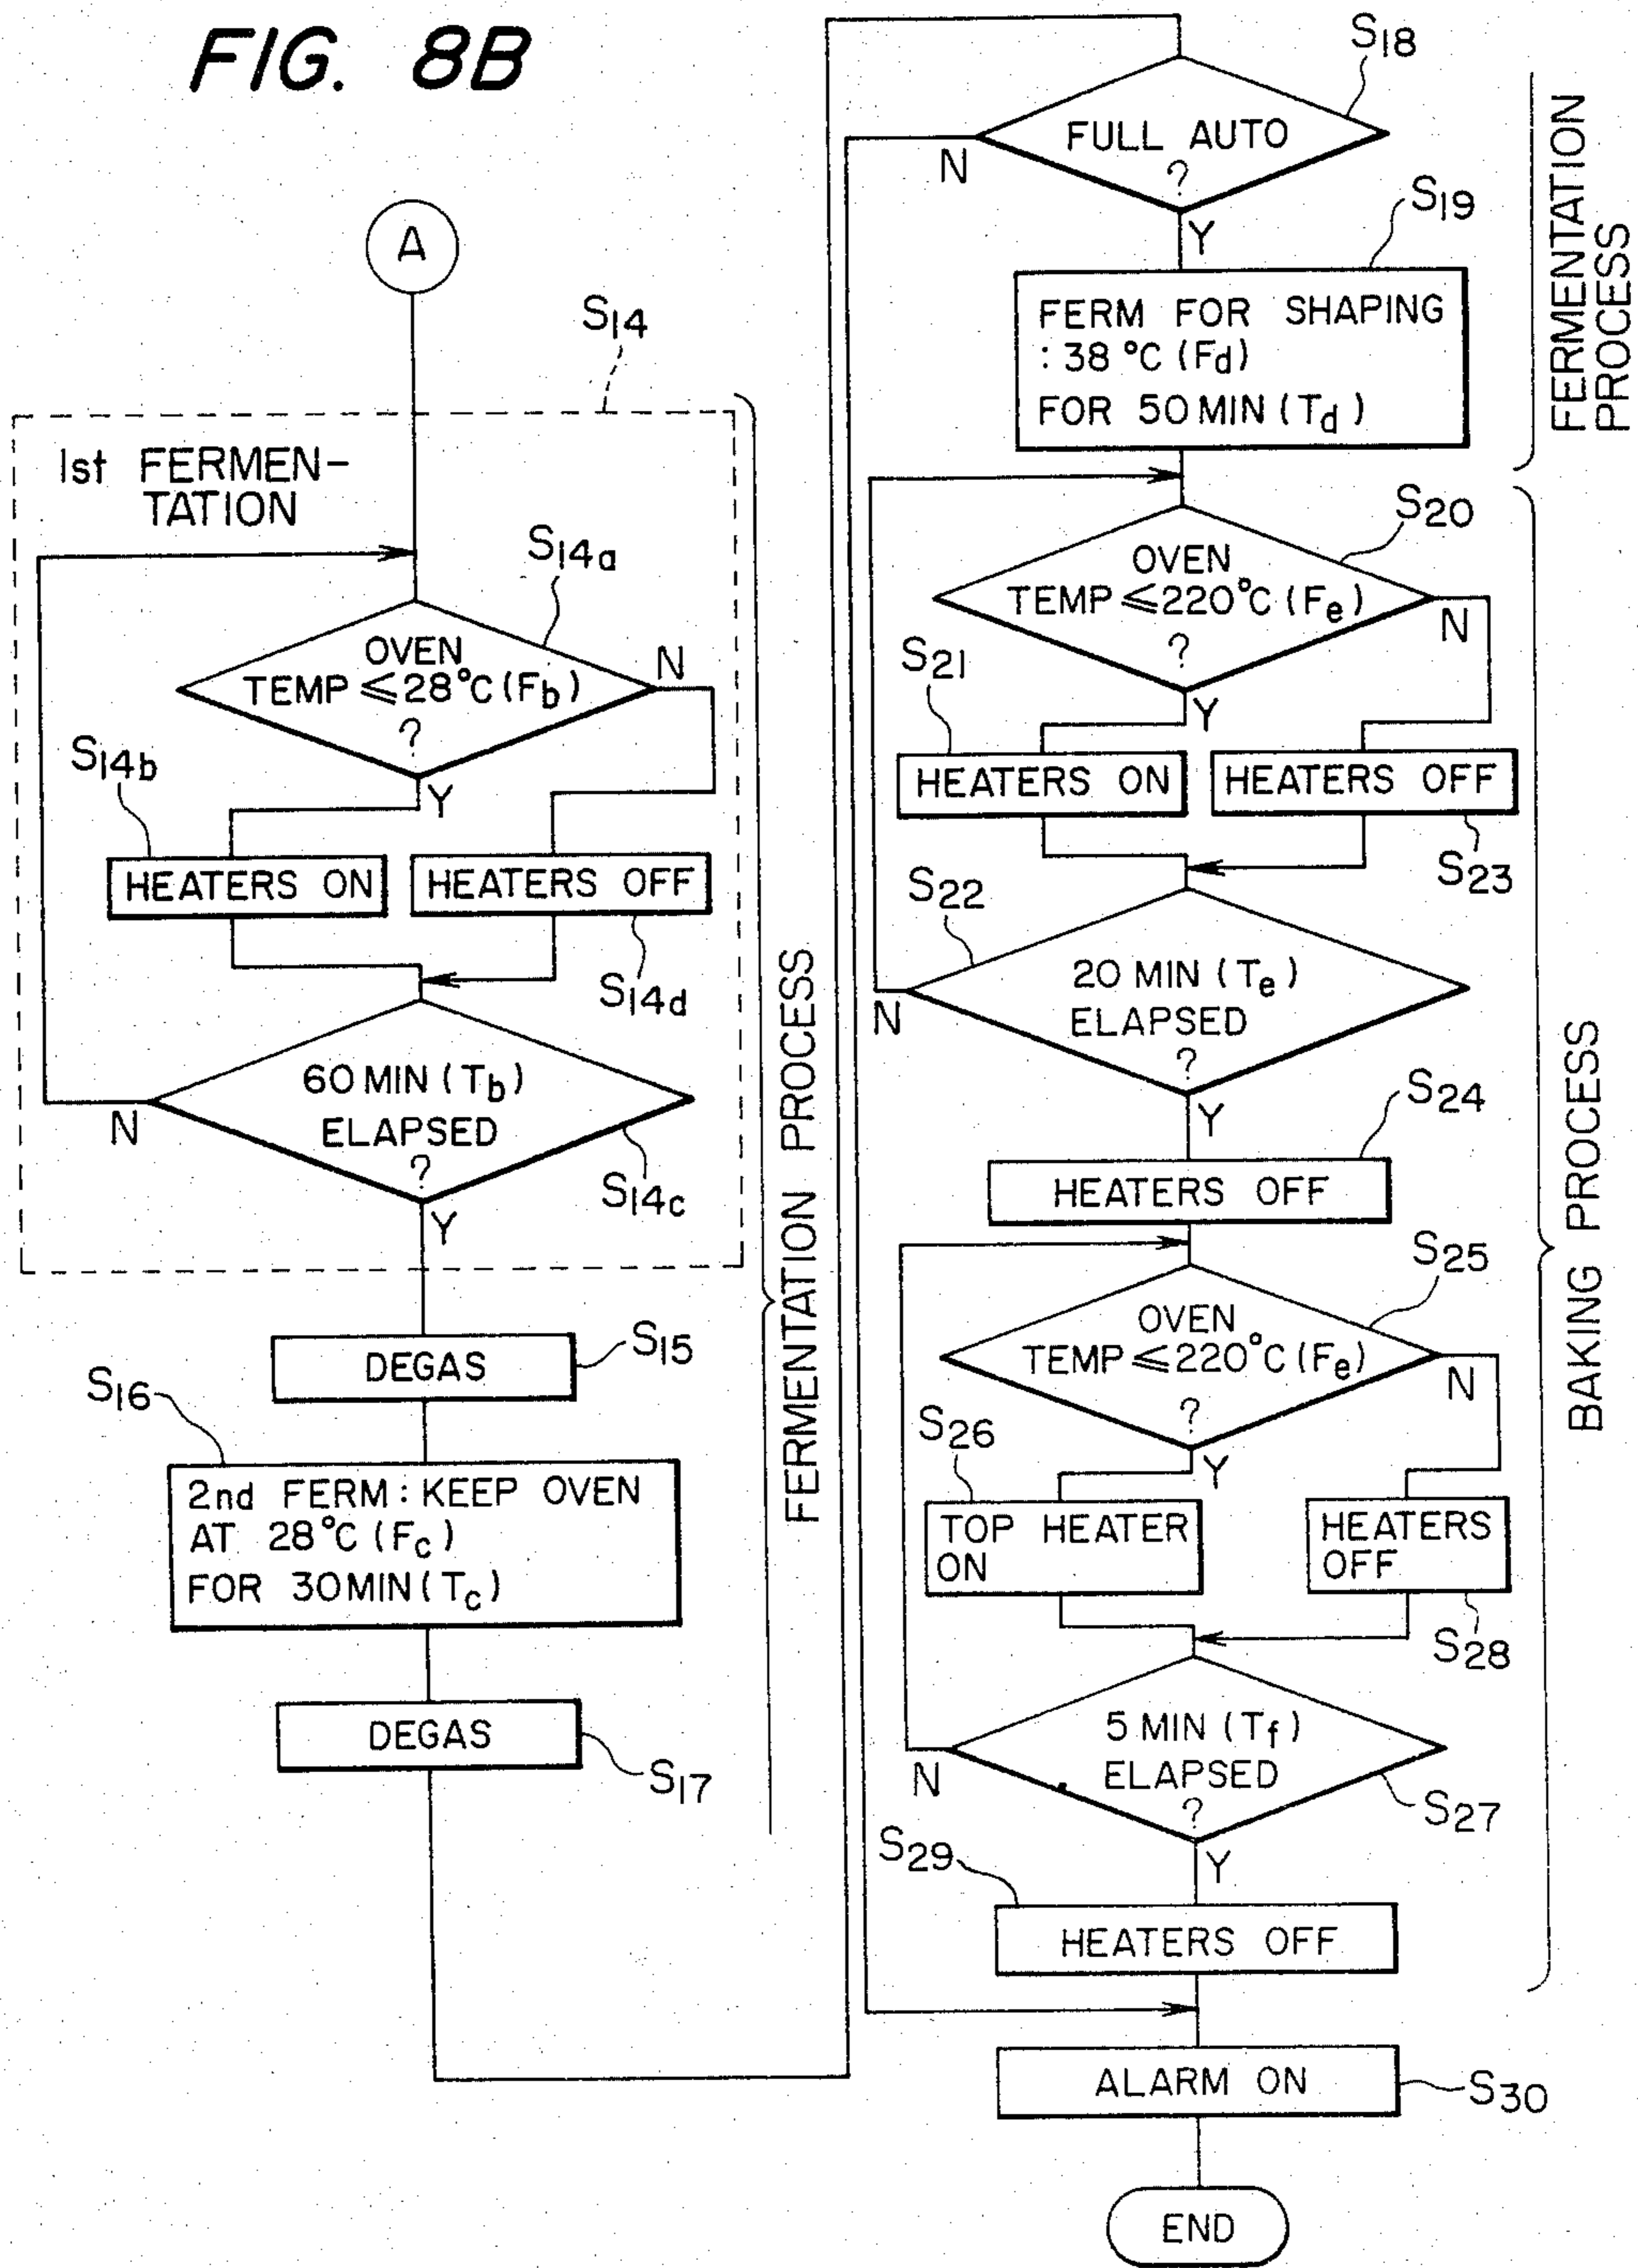 FIG. 8B
A
S14
1st FERMEN-
TATION
S14a
OVEN
TEMP ≤ 28°C (Fb)
?
N
Y
S14b
HEATERS ON
HEATERS OFF
S14d
60 MIN (Tb)
ELAPSED
?
N
S14c
Y
DEGAS
S15
S16
2nd FERM : KEEP OVEN
AT 28°C (Fc)
FOR 30 MIN (Tc)
DEGAS
S17
FERMENTATION PROCESS
S18
FULL AUTO
?
N
Y
S19
FERM FOR SHAPING
: 38 °C (Fd)
FOR 50 MIN (Td)
FERMENTATION
PROCESS
S20
OVEN
TEMP ≤ 220°C (Fe)
?
N
Y
S21
HEATERS ON
HEATERS OFF
S23
S22
20 MIN (Te)
ELAPSED
?
N
Y
S24
HEATERS OFF
S25
OVEN
TEMP ≤ 220°C (Fe)
?
N
Y
S26
TOP HEATER
ON
HEATERS
OFF
S28
5 MIN (Tf)
ELAPSED
?
N
S27
Y
S29
HEATERS OFF
BAKING PROCESS
ALARM ON
S30
END